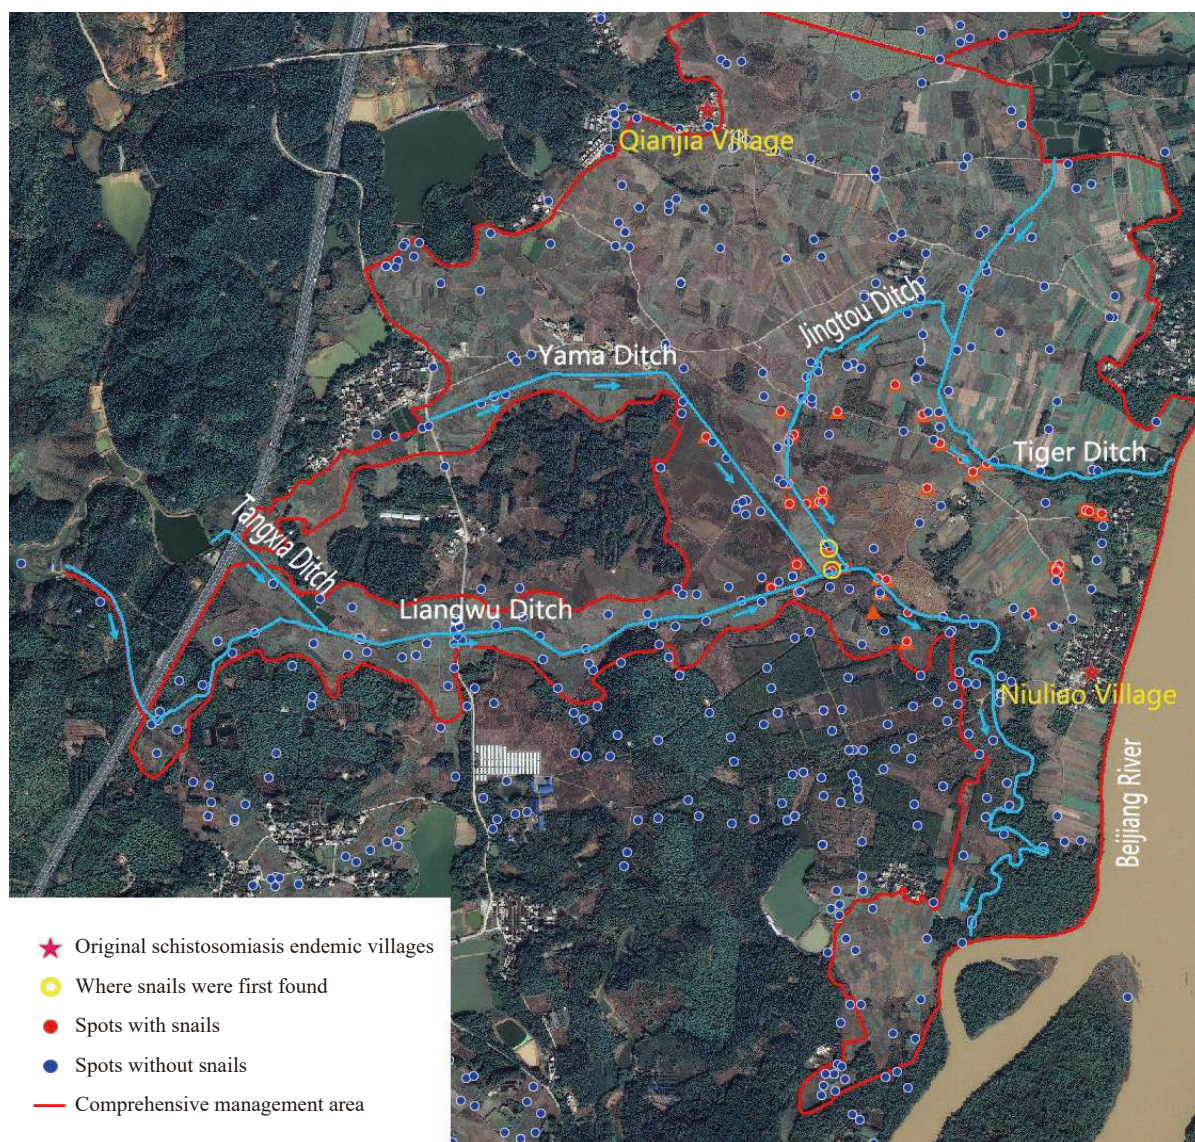 Qianjia Village
Jingtou Ditch
Yama Ditch
Tiger Ditch
Tangxia Ditch
Liangwu Ditch
Niuliao Village
Beijiang River
Original schistosomiasis endemic villages
Where snails were first found
Spots with snails
Spots without snails
Comprehensive management area